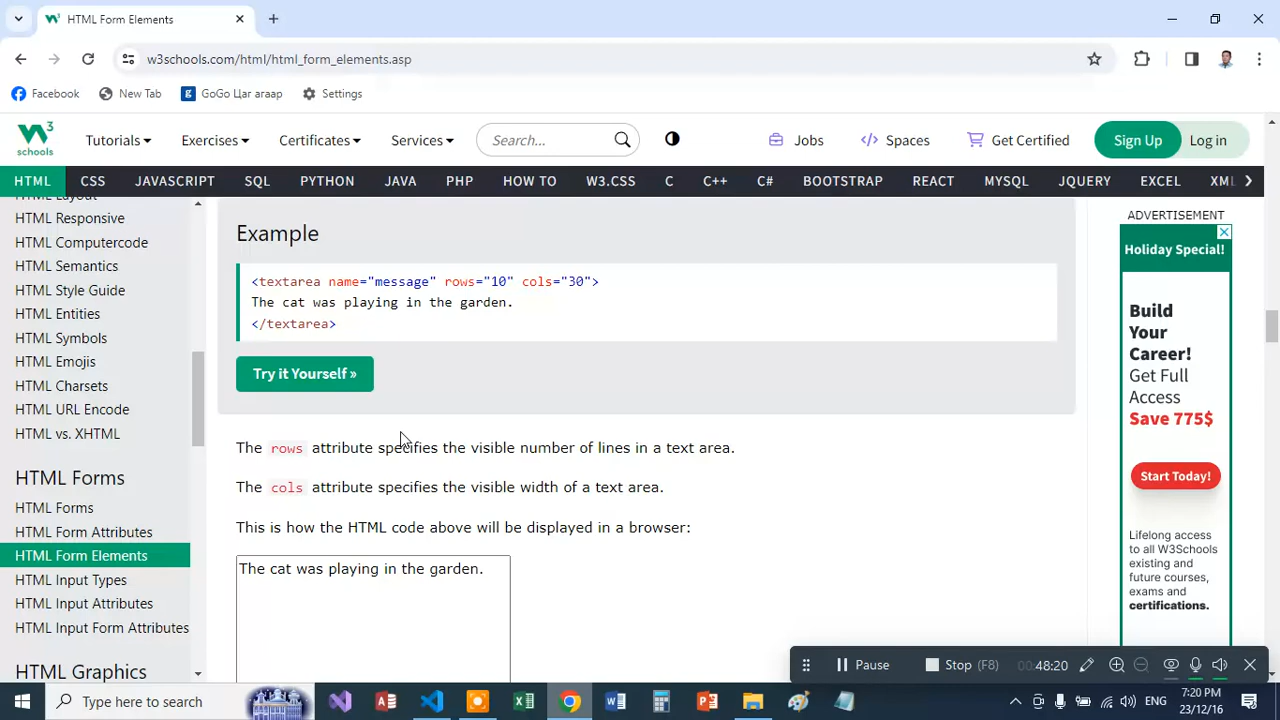 HTML Form Elements
w3schools.com/html/html_form_elements.asp
Facebook New Tab GoGo Цаг агаар Settings
W3 schools Tutorials Exercises Certificates Services Search... Jobs Spaces Get Certified Sign Up Log in
HTML CSS JAVASCRIPT SQL PYTHON JAVA PHP HOW TO W3.CSS C C++ C# BOOTSTRAP REACT MYSQL JQUERY EXCEL XML
HTML Layout
HTML Responsive
HTML Computercode
HTML Semantics
HTML Style Guide
HTML Entities
HTML Symbols
HTML Emojis
HTML Charsets
HTML URL Encode
HTML vs. XHTML
HTML Forms
HTML Forms
HTML Form Attributes
HTML Form Elements
HTML Input Types
HTML Input Attributes
HTML Input Form Attributes
HTML Graphics
Example
<textarea name="message" rows="10" cols="30">
The cat was playing in the garden.
</textarea>
Try it Yourself »
The rows attribute specifies the visible number of lines in a text area.
The cols attribute specifies the visible width of a text area.
This is how the HTML code above will be displayed in a browser:
The cat was playing in the garden.
ADVERTISEMENT
Holiday Special!
Build
Your
Career!
Get Full
Access
Save 775$
Start Today!
Lifelong access
to all W3Schools
existing and
future courses,
exams and
certifications.
Pause Stop (F8) 00:48:20
Type here to search
ENG
7:20 PM
23/12/16